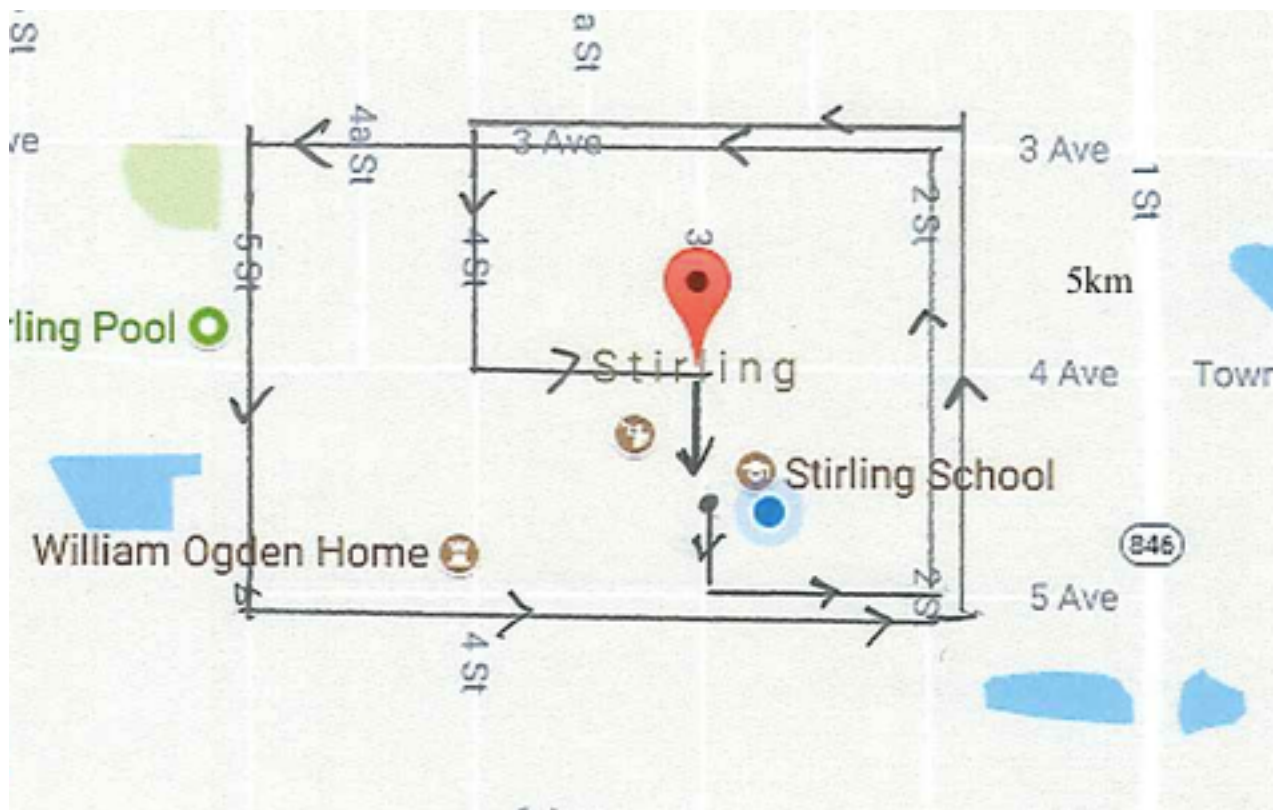 St
a St
4a St
ve
3 Ave
3 Ave
1 St
2 St
3
5 St
4 St
5km
rling Pool
Stirling
4 Ave
Town
Stirling School
William Ogden Home
846
2 S
5 Ave
4 St